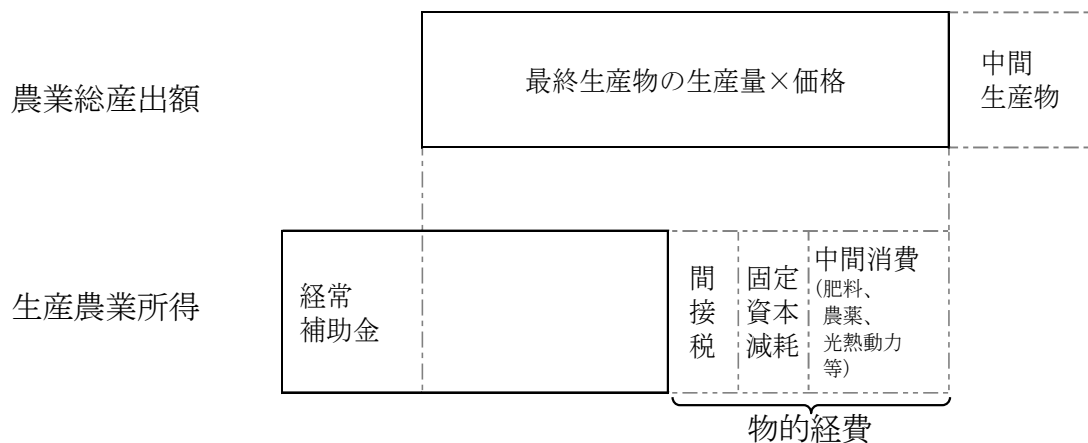 農業総産出額
最終生産物の生産量×価格
中間
生産物
生産農業所得
経常
補助金
間
接
税
固定
資本
減耗
中間消費
(肥料、
農薬、
光熱動力
等)
物的経費